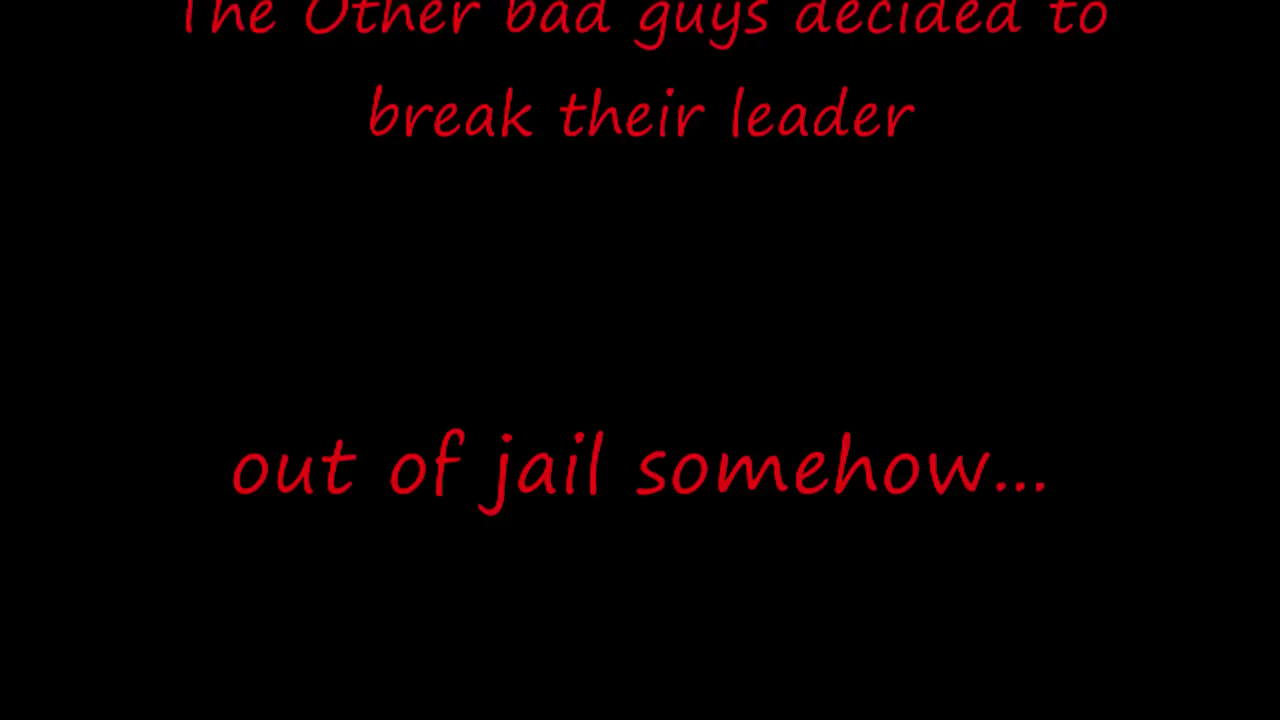 The Other bad guys decided to
break their leader
out of jail somehow...